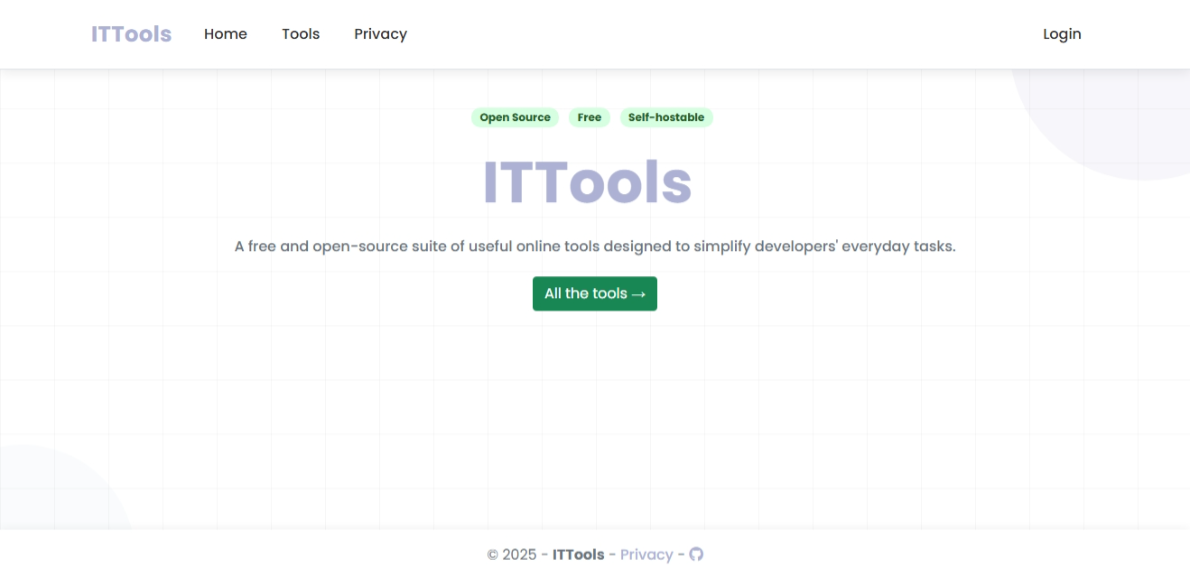 ITTools Home Tools Privacy Login
Open Source Free Self-hostable
ITTools
A free and open-source suite of useful online tools designed to simplify developers' everyday tasks.
All the tools →
© 2025 - ITTools - Privacy -